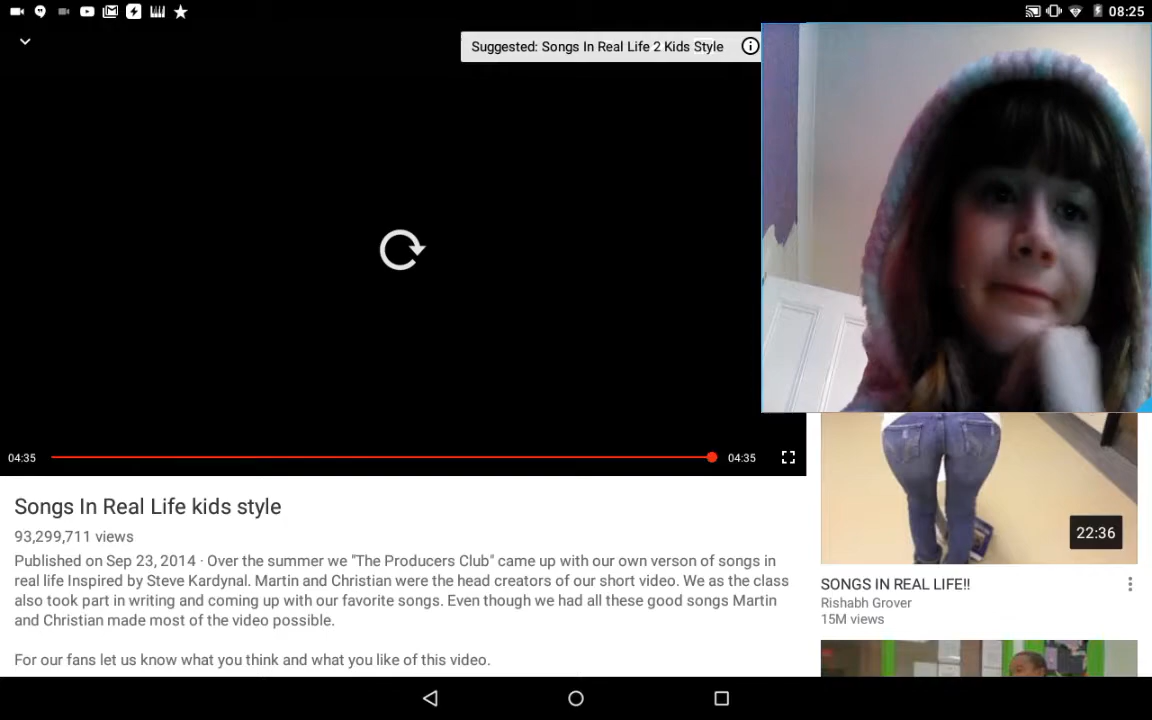 08:25
Suggested: Songs In Real Life 2 Kids Style
04:35
04:35
Songs In Real Life kids style
93,299,711 views
Published on Sep 23, 2014 · Over the summer we "The Producers Club" came up with our own verson of songs in
real life Inspired by Steve Kardynal. Martin and Christian were the head creators of our short video. We as the class
also took part in writing and coming up with our favorite songs. Even though we had all these good songs Martin
and Christian made most of the video possible.
For our fans let us know what you think and what you like of this video.
22:36
SONGS IN REAL LIFE!!
Rishabh Grover
15M views